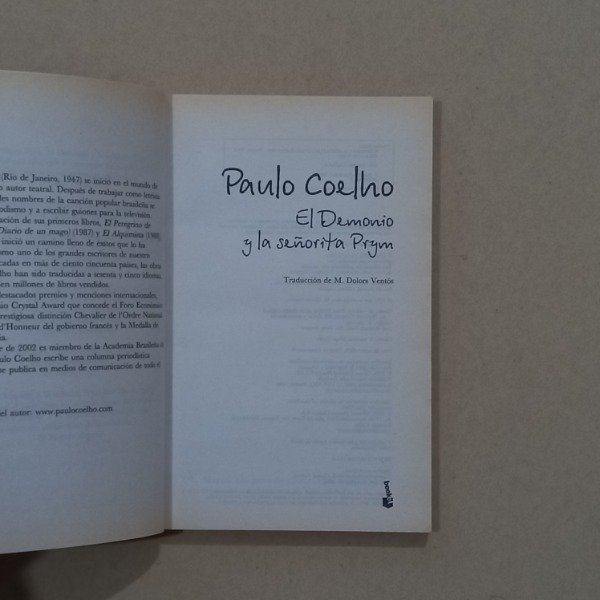 (Rio de Janeiro, 1947) se inició en el mundo de
autor teatral. Después de trabajar como letrista
nombres de la canción popular brasileña se
odismo y a escribir guiones para la televisión.
ación de sus primeros libros, El Peregrino de
Diario de un mago) (1987) y El Alquimista (1988),
inició un camino lleno de éxitos que lo ha
omo uno de los grandes escritores de nuestro
cadas en más de ciento cincuenta países, las obras
lho han sido traducidas a sesenta y cinco idiomas,
en millones de libros vendidos.
destacados premios y menciones internacionales,
io Crystal Award que concede el Foro Económico
restigiosa distinción Chevalier de l'Ordre National
d'Honneur del gobierno francés y la Medalla de
ia.
e de 2002 es miembro de la Academia Brasileña de
ulo Coelho escribe una columna periodística
e publica en medios de comunicación de todo el
el autor: www.paulocoelho.com
Paulo Coelho
El Demonio
y la señorita Prym
Traducción de M. Dolors Ventós
booket